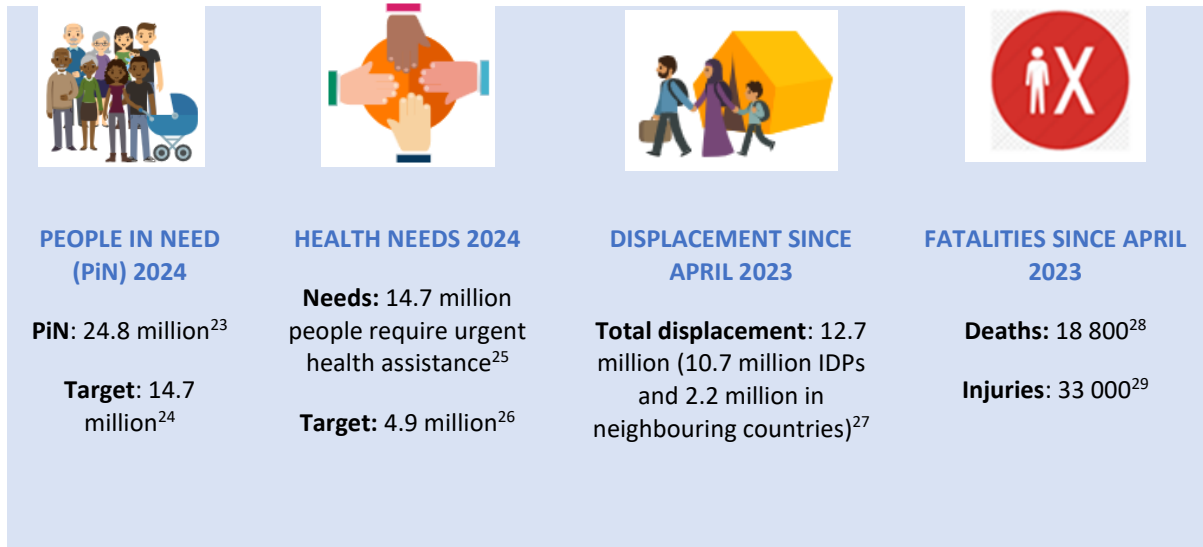 PEOPLE IN NEED
(PiN) 2024
PiN: 24.8 million23
Target: 14.7
million24
HEALTH NEEDS 2024
Needs: 14.7 million
people require urgent
health assistance25
Target: 4.9 million26
DISPLACEMENT SINCE
APRIL 2023
Total displacement: 12.7
million (10.7 million IDPs
and 2.2 million in
neighbouring countries)27
FATALITIES SINCE APRIL
2023
Deaths: 18 80028
Injuries: 33 00029
X